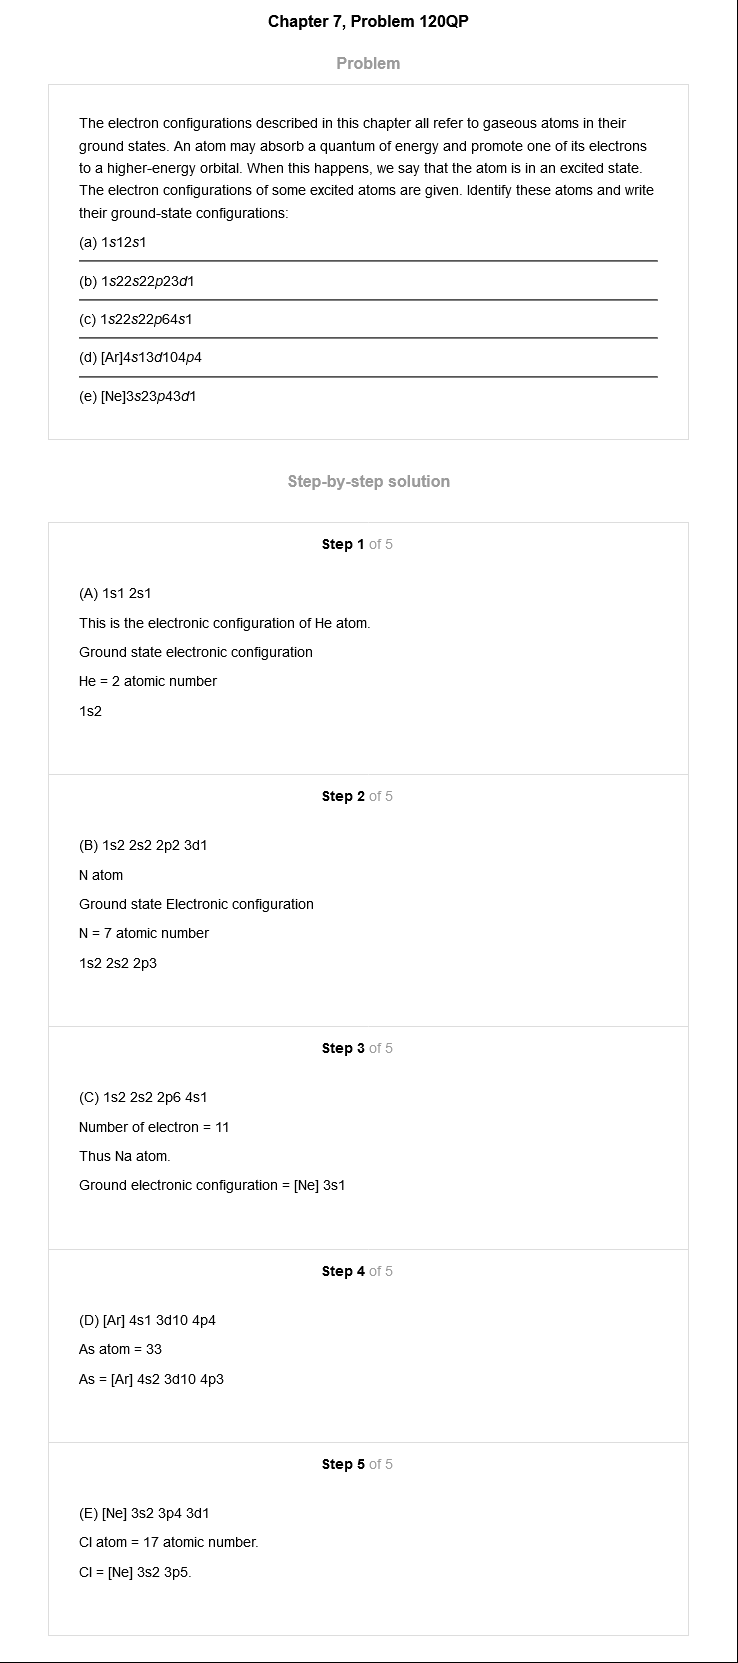 Chapter 7, Problem 120QP
Problem
The electron configurations described in this chapter all refer to gaseous atoms in their
ground states. An atom may absorb a quantum of energy and promote one of its electrons
to a higher-energy orbital. When this happens, we say that the atom is in an excited state.
The electron configurations of some excited atoms are given. Identify these atoms and write
their ground-state configurations:
(a) 1s12s1
(b) 1s22s22p23d1
(c) 1s22s22p64s1
(d) [Ar]4s13d104p4
(e) [Ne]3s23p43d1
Step-by-step solution
Step 1 of 5
(A) 1s1 2s1
This is the electronic configuration of He atom.
Ground state electronic configuration
He = 2 atomic number
1s2
Step 2 of 5
(B) 1s2 2s2 2p2 3d1
N atom
Ground state Electronic configuration
N = 7 atomic number
1s2 2s2 2p3
Step 3 of 5
(C) 1s2 2s2 2p6 4s1
Number of electron = 11
Thus Na atom.
Ground electronic configuration = [Ne] 3s1
Step 4 of 5
(D) [Ar] 4s1 3d10 4p4
As atom = 33
As = [Ar] 4s2 3d10 4p3
Step 5 of 5
(E) [Ne] 3s2 3p4 3d1
Cl atom = 17 atomic number.
Cl = [Ne] 3s2 3p5.